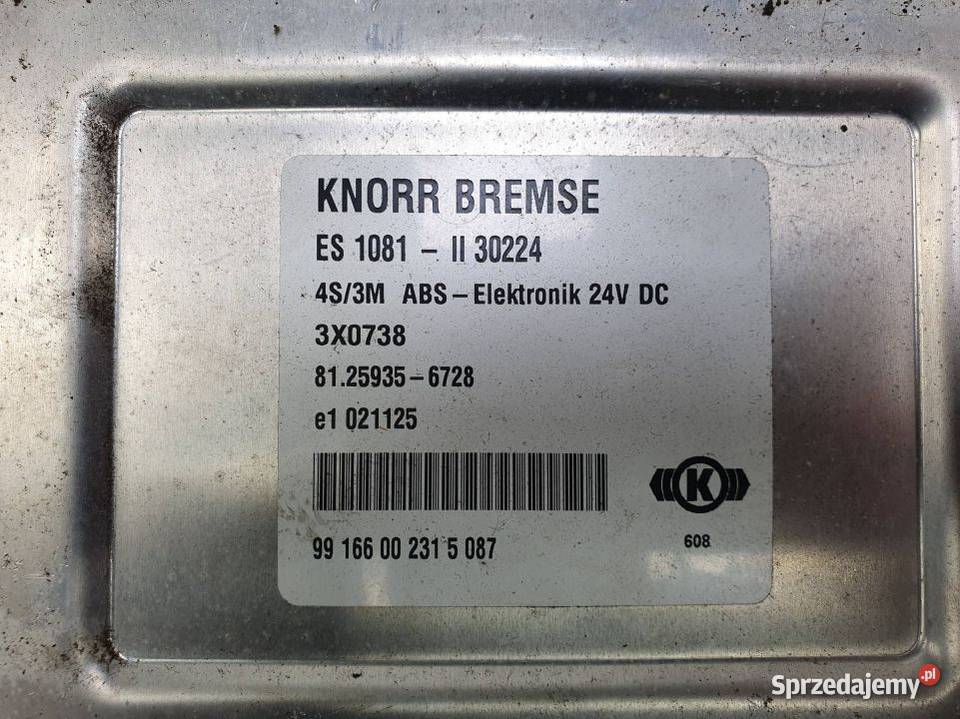 KNORR BREMSE
ES 1081 – II 30224
4S/3M ABS – Elektronik 24V DC
3X0738
81.25935 – 6728
e1 021125
K
99 166 00 231 5 087
608
Sprzedajemy.pl